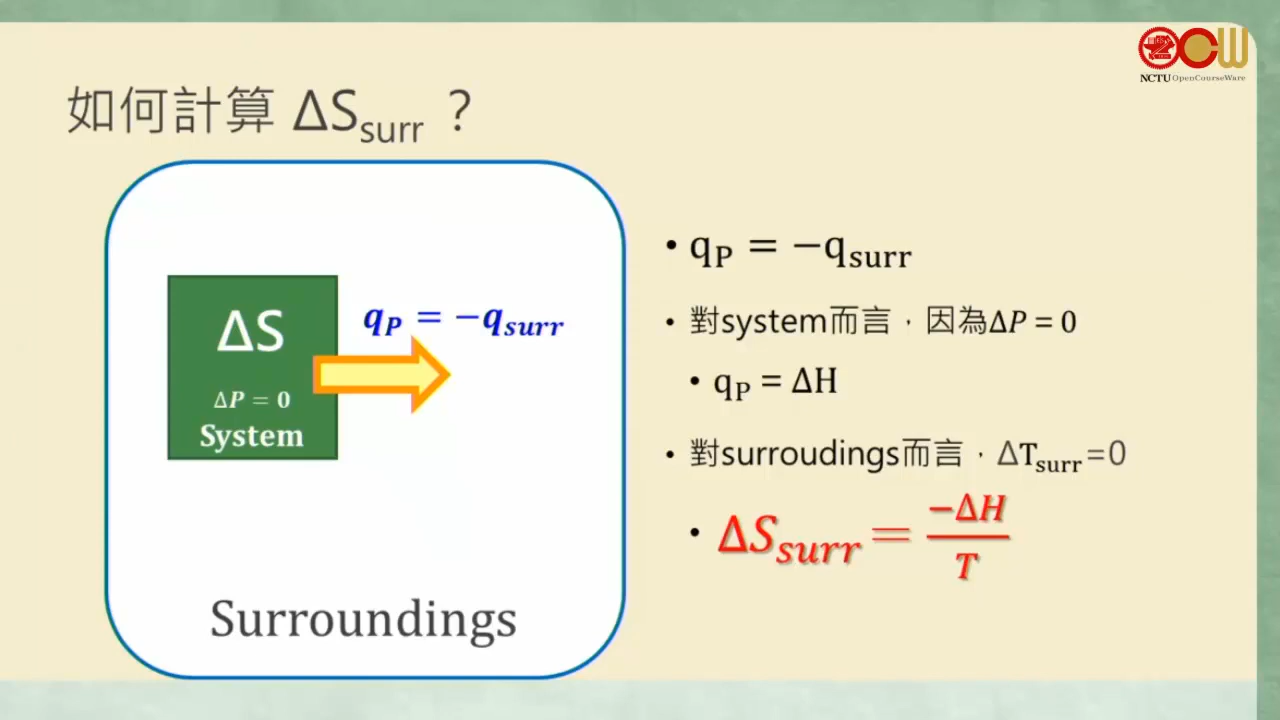 NCTU OpenCourseWare
如何計算 ΔSsurr ？
ΔS
ΔP = 0
System
qP = −qsurr
Surroundings
• qP = −qsurr
• 對system而言，因為ΔP = 0
• qP = ΔH
• 對surroudings而言，ΔTsurr=0
• ΔSsurr = −ΔH / T